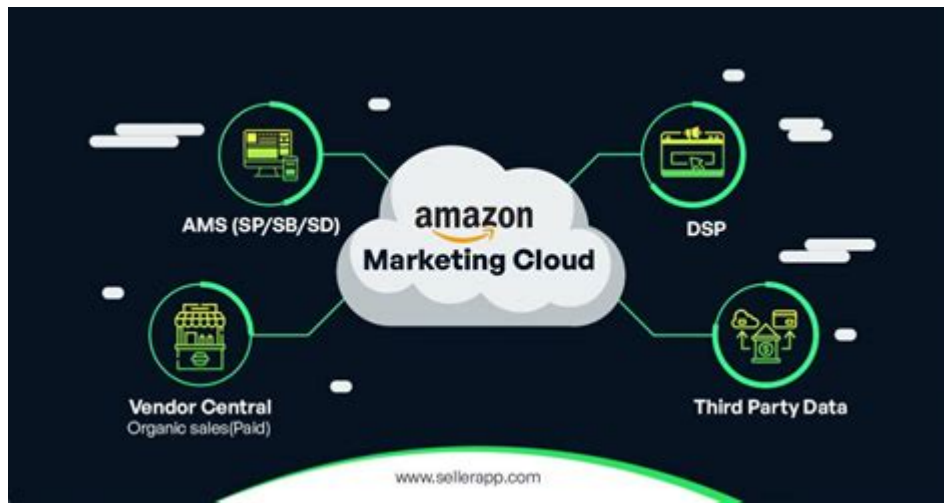 AMS (SP/SB/SD)
DSP
amazon
Marketing Cloud
Vendor Central
Organic sales(Paid)
Third Party Data
www.sellerapp.com